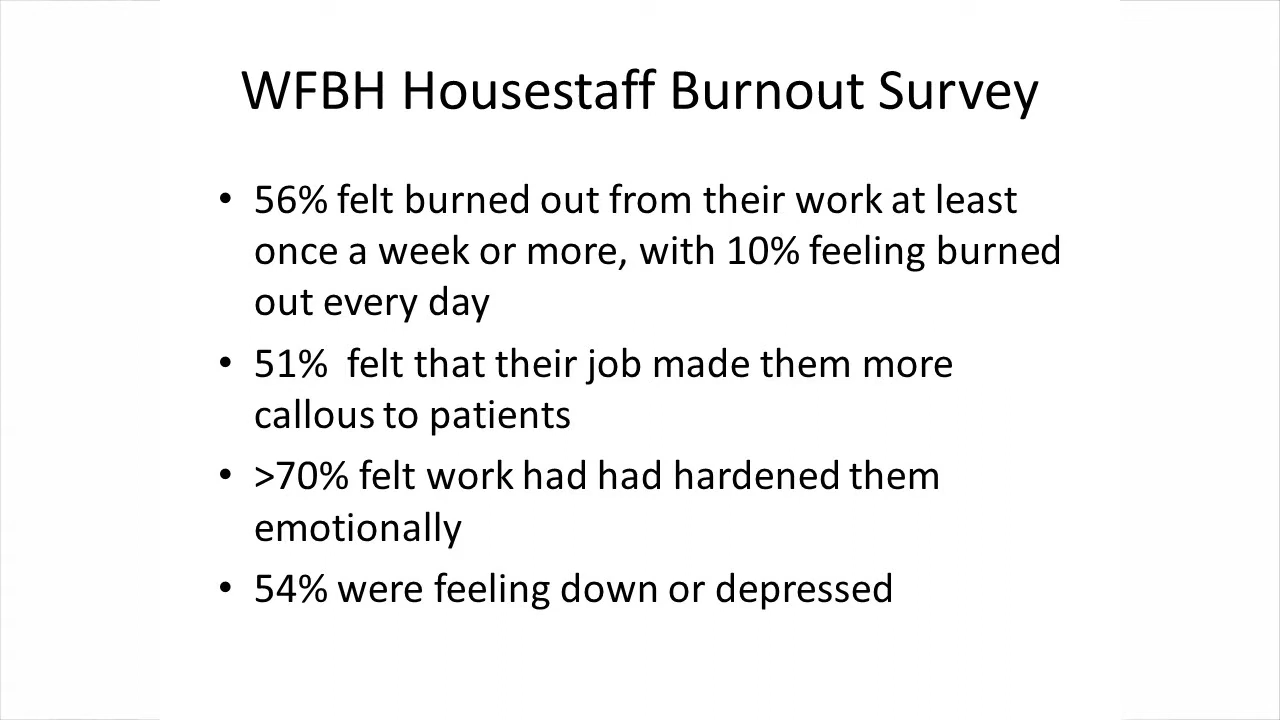 WFBH Housestaff Burnout Survey
• 56% felt burned out from their work at least
once a week or more, with 10% feeling burned
out every day
• 51%  felt that their job made them more
callous to patients
• >70% felt work had had hardened them
emotionally
• 54% were feeling down or depressed